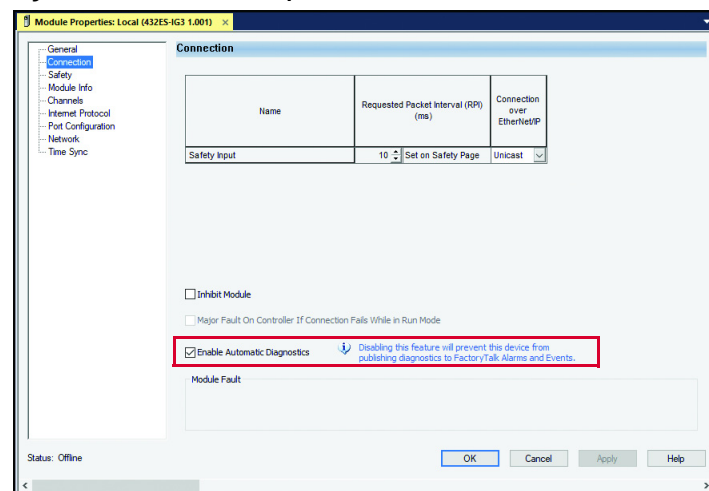 Module Properties: Local (432ES-IG3 1.001) ×
General
Connection
Safety
Module Info
Channels
Internet Protocol
Port Configuration
Network
Time Sync
Connection
Name
Requested Packet Interval (RPI)
(ms)
Connection
over
EtherNet/IP
Safety Input
10
Set on Safety Page
Unicast
Inhibit Module
Major Fault On Controller If Connection Fails While in Run Mode
Enable Automatic Diagnostics
Disabling this feature will prevent this device from
publishing diagnostics to FactoryTalk Alarms and Events.
Module Fault
Status: Offline
OK
Cancel
Apply
Help